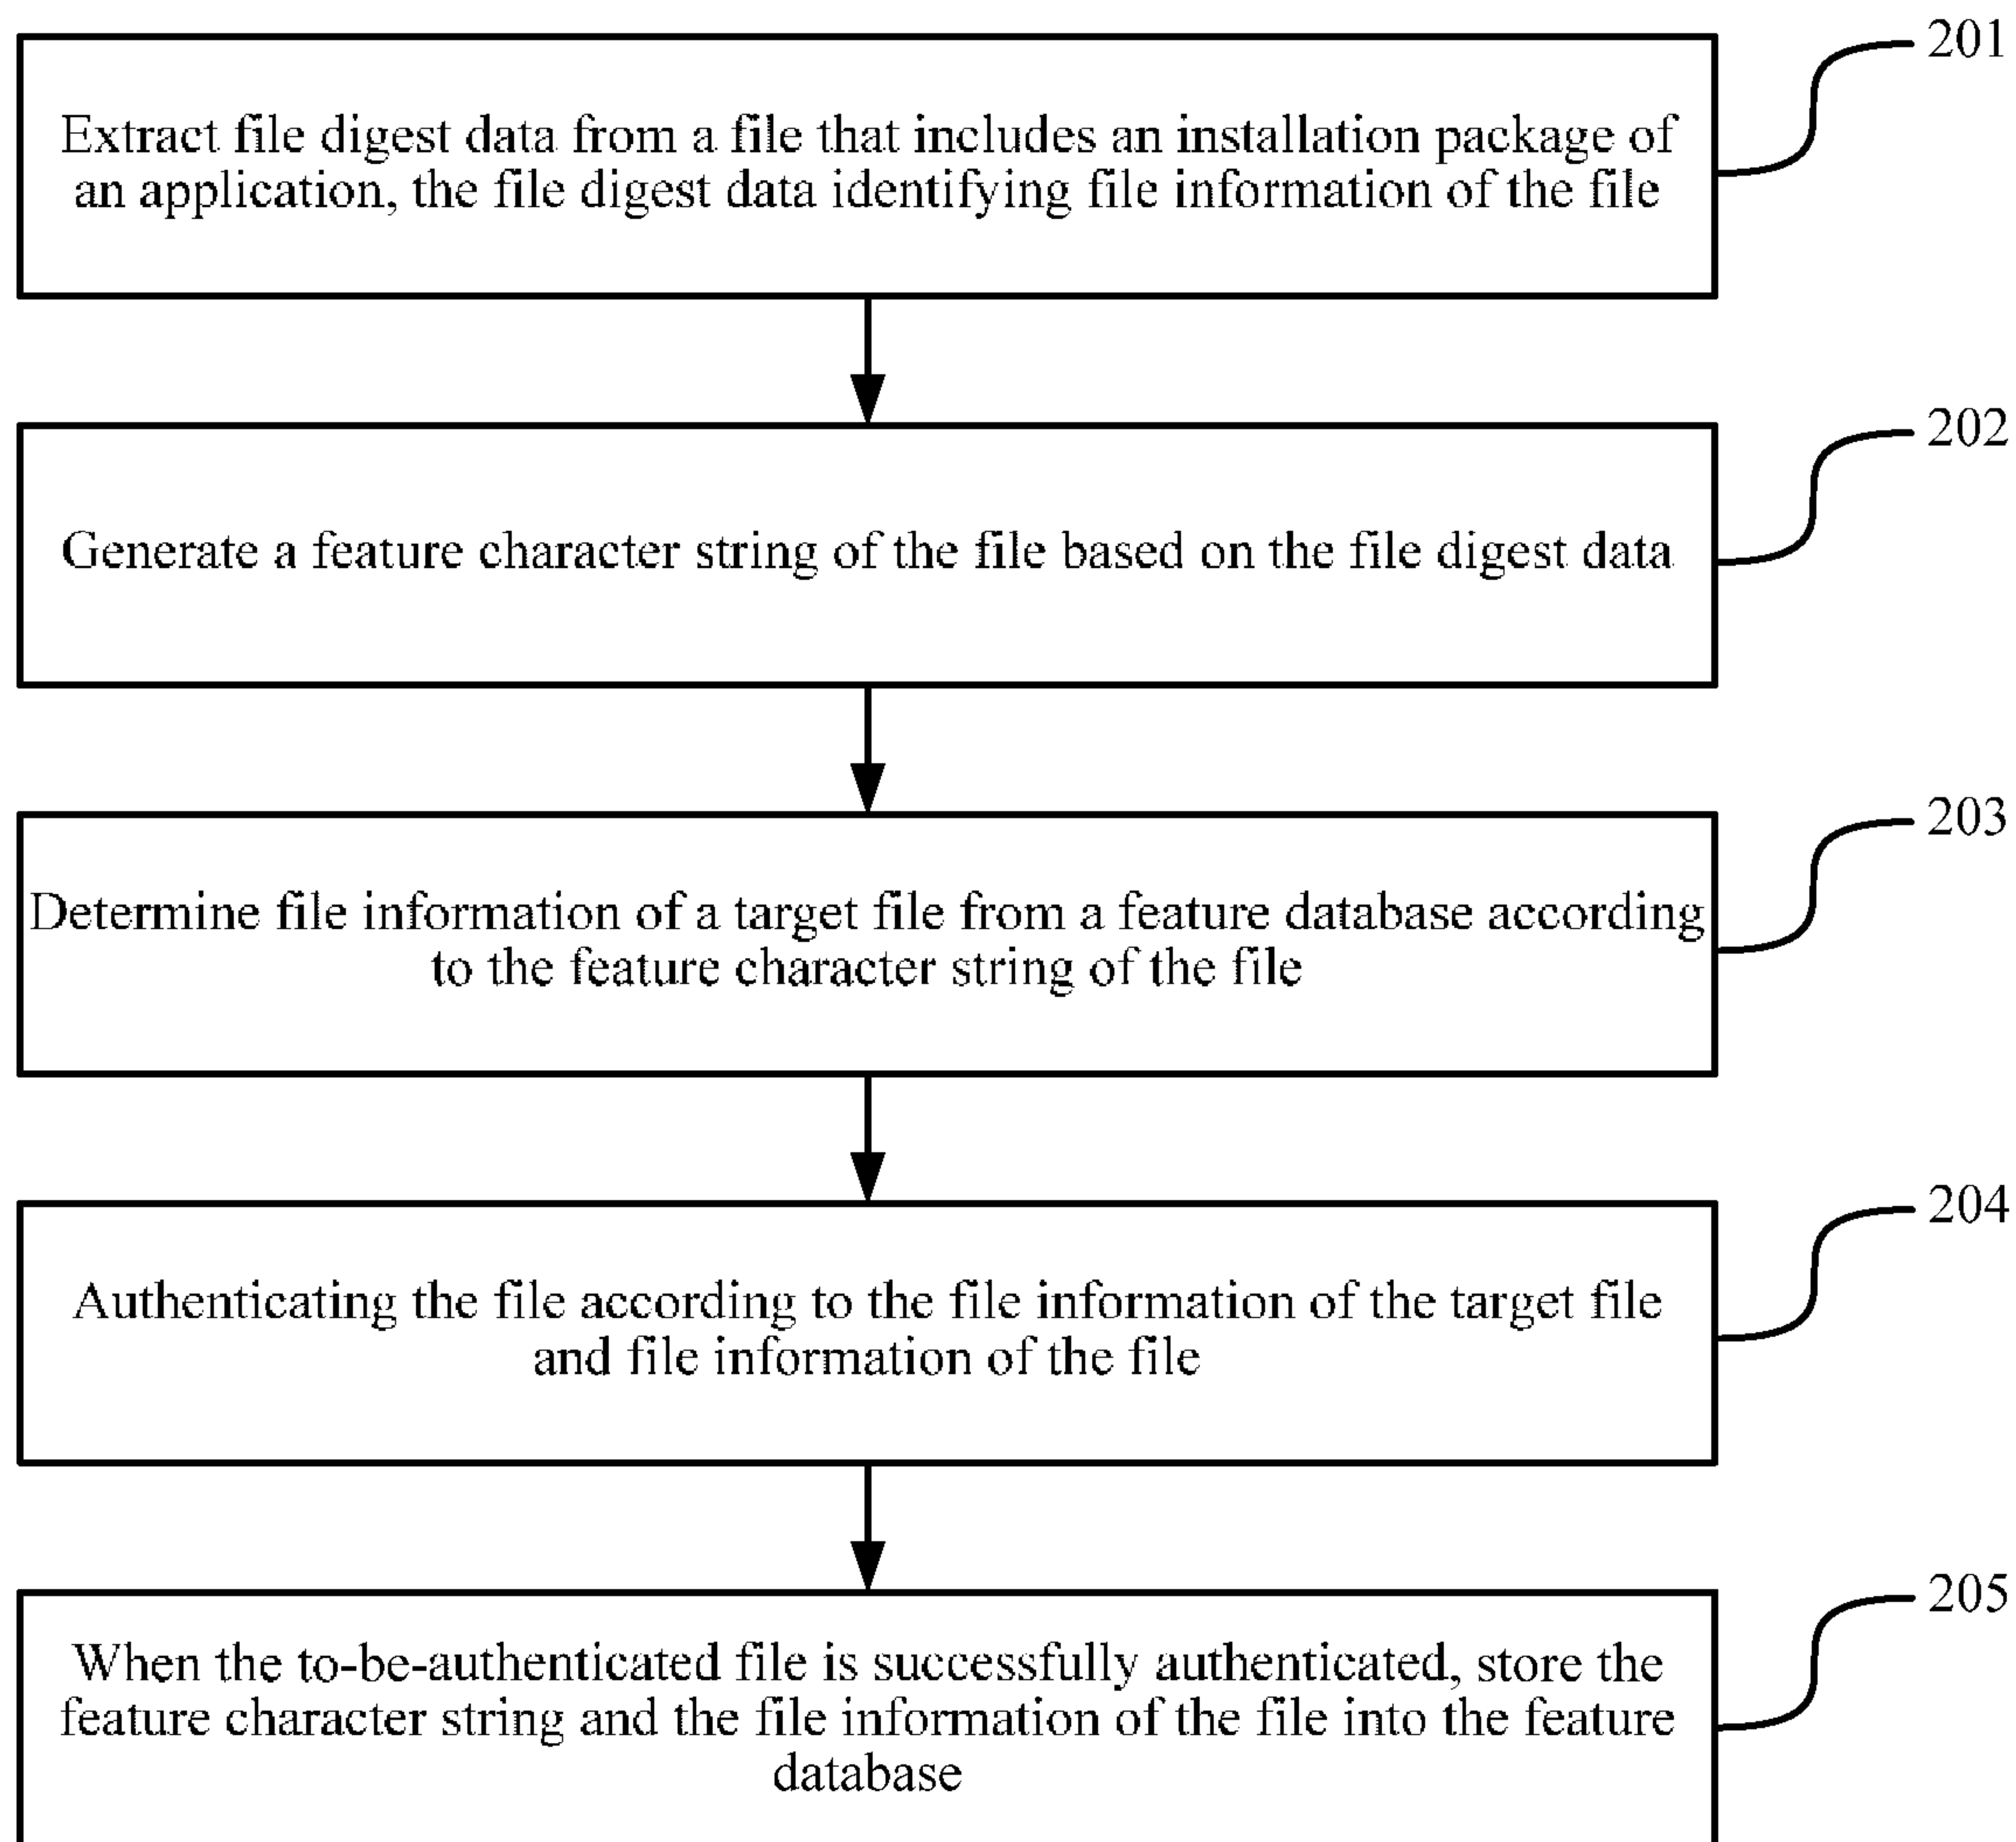 201
Extract file digest data from a file that includes an installation package of
an application, the file digest data identifying file information of the file
202
Generate a feature character string of the file based on the file digest data
203
Determine file information of a target file from a feature database according
to the feature character string of the file
204
Authenticating the file according to the file information of the target file
and file information of the file
205
When the to-be-authenticated file is successfully authenticated, store the
feature character string and the file information of the file into the feature
database